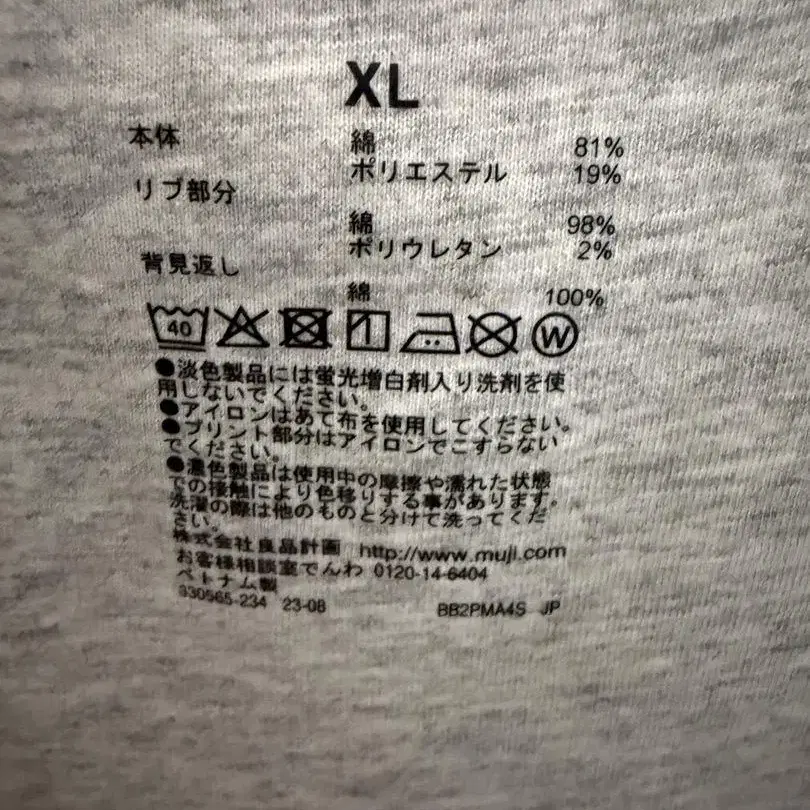 XL
本体 綿 81%
ポリエステル 19%
リブ部分
綿 98%
ポリウレタン 2%
背見返し
綿 100%
40 W
●淡色製品には蛍光増白剤入り洗剤を使
用しないでください。
●アイロンはあて布を使用してください。
●プリント部分はアイロンでこすらない
でください。
●濃色製品は使用中の摩擦や濡れた状態
での接触により色移りする事があります。
洗濯の際は他のものと分けて洗ってくだ
さい。
株式会社良品計画 http://www.muji.com
お客様相談室でんわ 0120-14-6404
ベトナム製
930565-234 23-08 BB2PMA4S JP